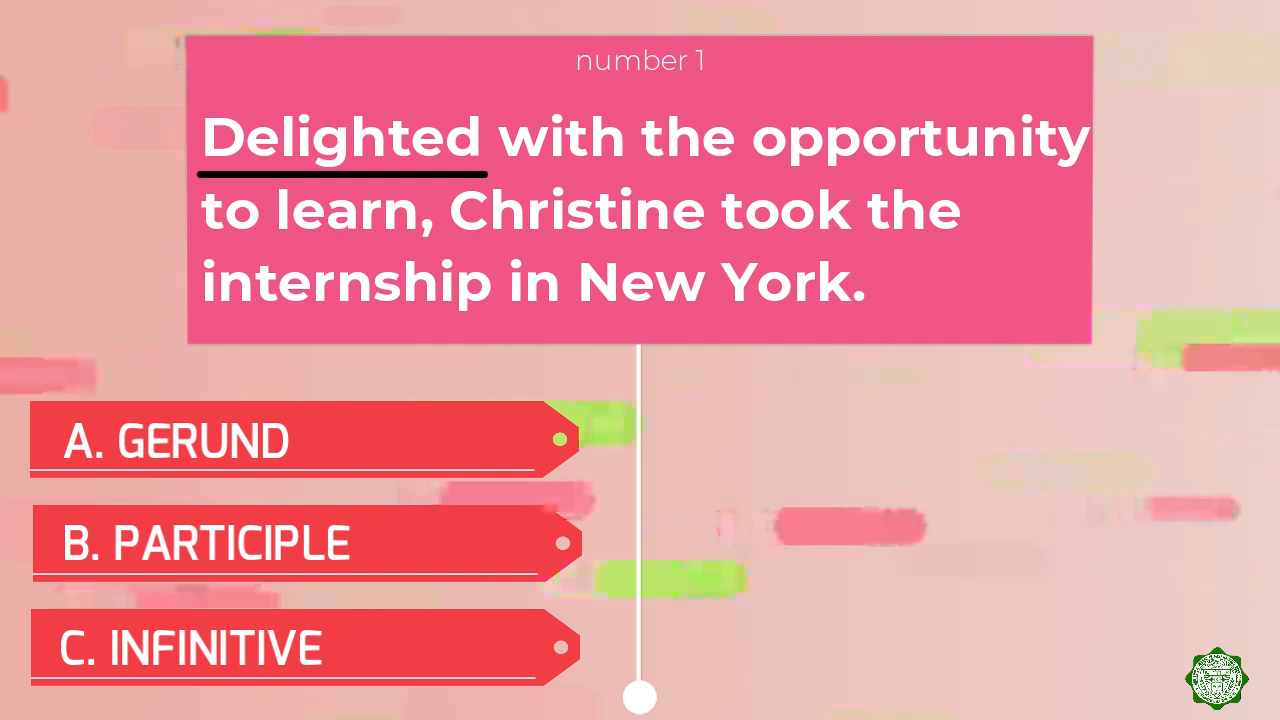 number 1
Delighted with the opportunity
to learn, Christine took the
internship in New York.
A. GERUND
B. PARTICIPLE
C. INFINITIVE